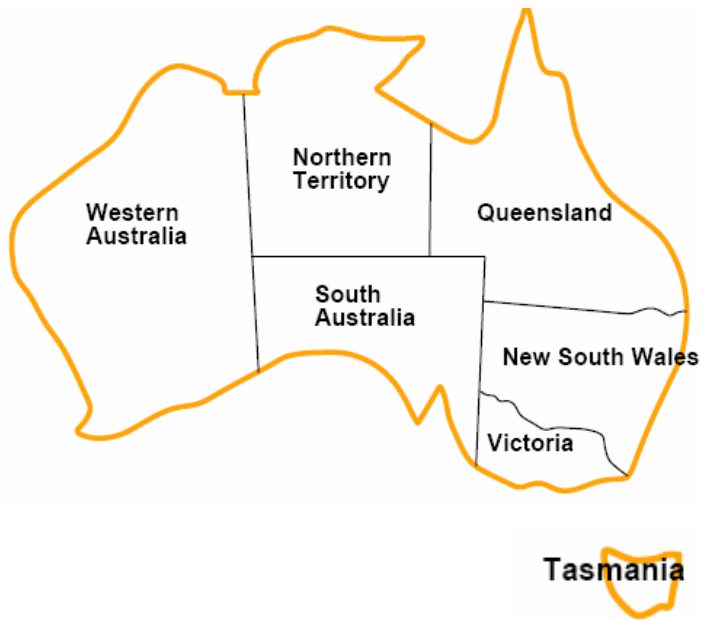 Northern
Territory
Western
Australia
Queensland
South
Australia
New South Wales
Victoria
Tasmania